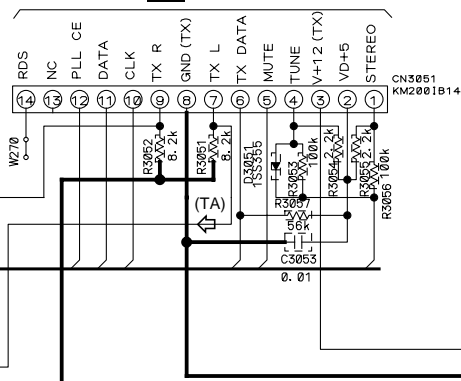 RDS
NC
PLL CE
DATA
CLK
TX R
GND(TX)
TX L
TX DATA
MUTE
TUNE
V+12(TX)
VD+5
STEREO
CN3051
KM200IB14
14 13 12 11 10 9 8 7 6 5 4 3 2 1
W270
R3052
8.2k
R3051
8.2k
D3051
1SS355
R3053
100k
R3054
2.2k
R3055
2.2k
R3056
100k
(TA)
R3057
56k
C3053
0.01